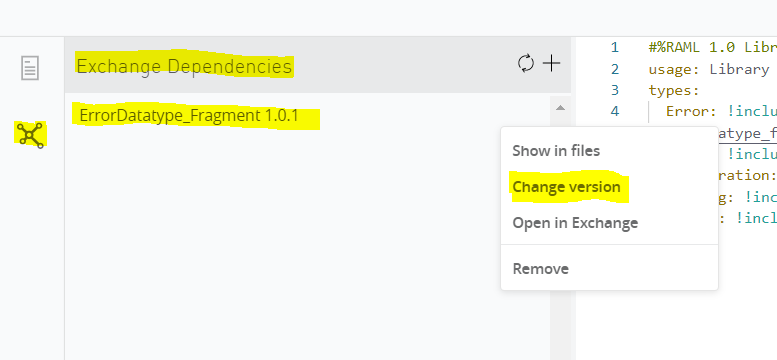 Exchange Dependencies
ErrorDatatype_Fragment 1.0.1
Show in files
Change version
Open in Exchange
Remove
1 #%RAML 1.0 Libr
2 usage: Library
3 types:
4 Error: !inclu
atype_f
!inclu
ration:
g: !inc
: !inclu